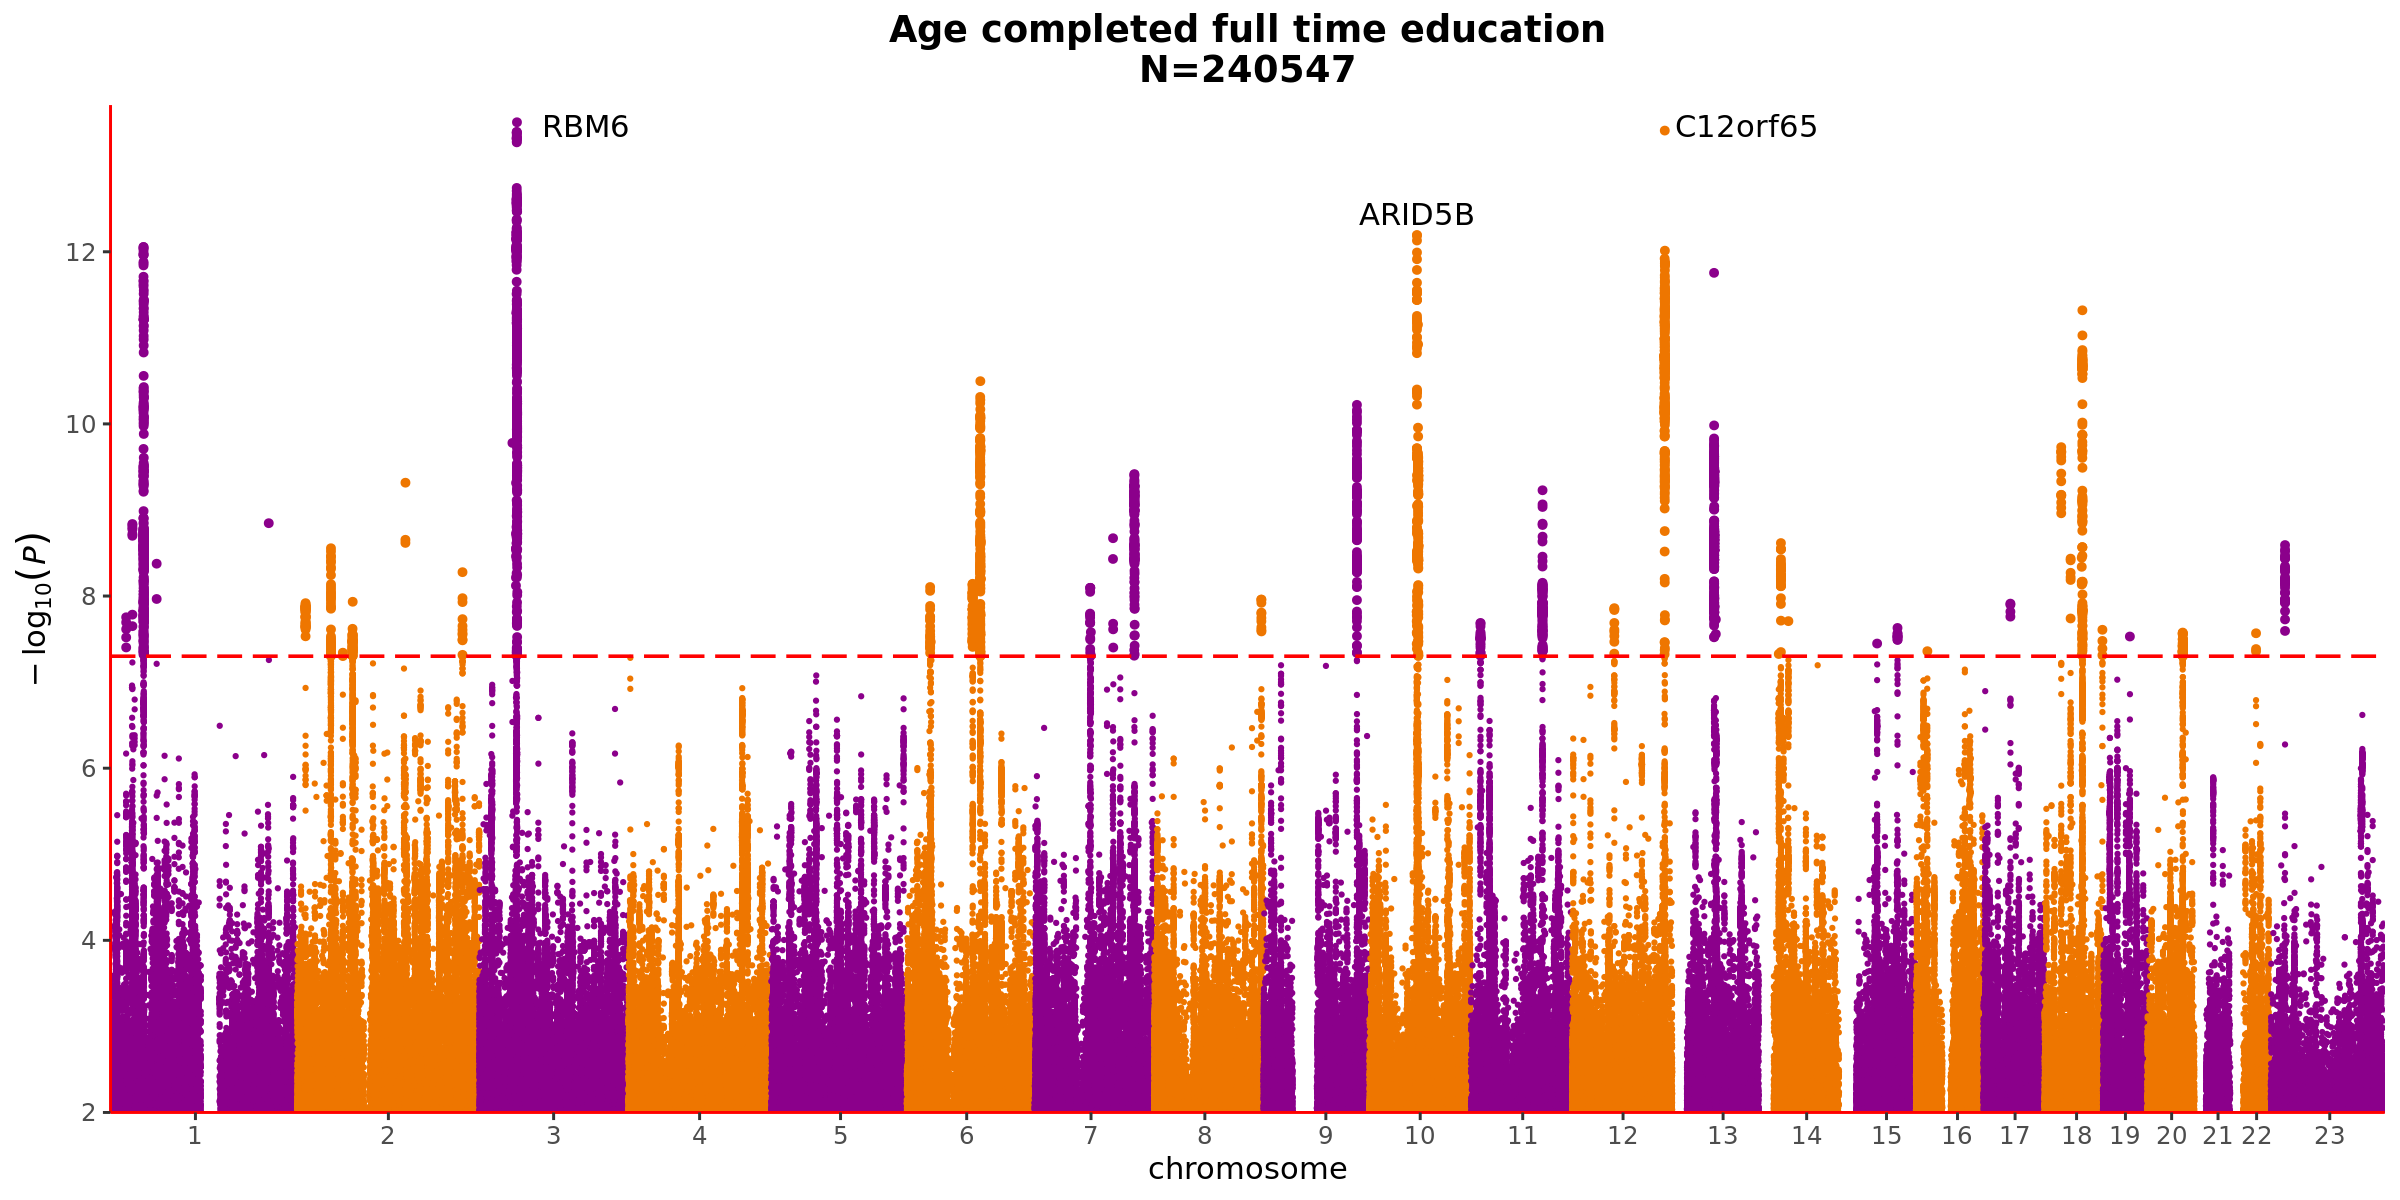 Age completed full time education
N=240547
RBM6
C12orf65
ARID5B
12
10
8
6
4
2
−log10(P)
1 2 3 4 5 6 7 8 9 10 11 12 13 14 15 16 17 18 19 20 21 22 23
chromosome